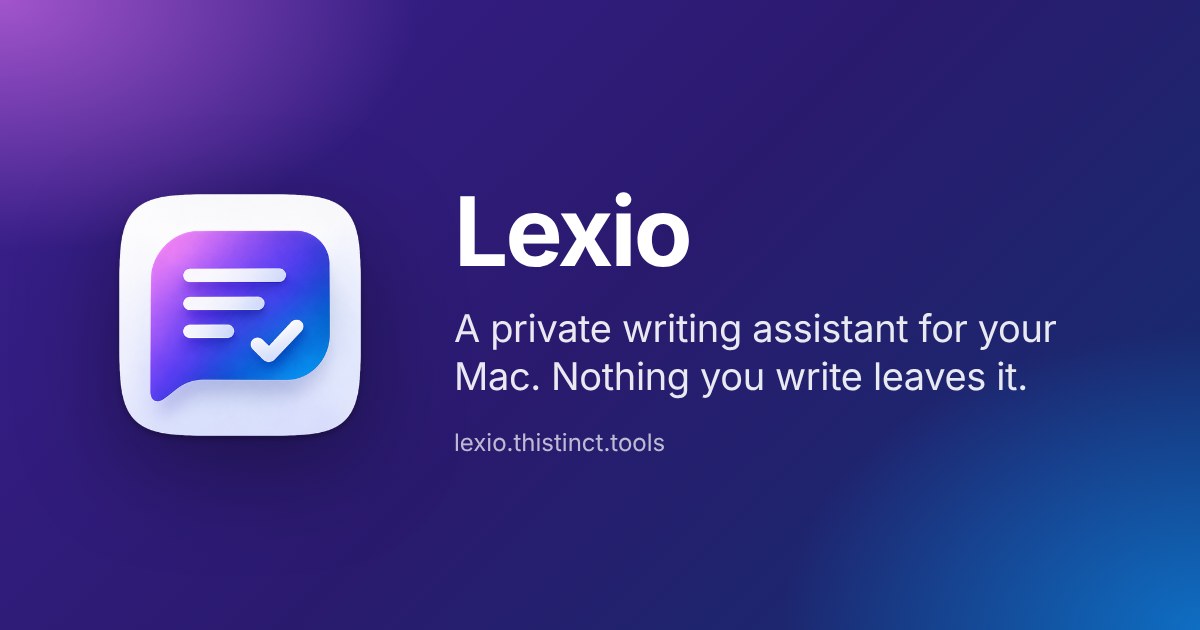 Lexio
A private writing assistant for your
Mac. Nothing you write leaves it.
lexio.thistinct.tools